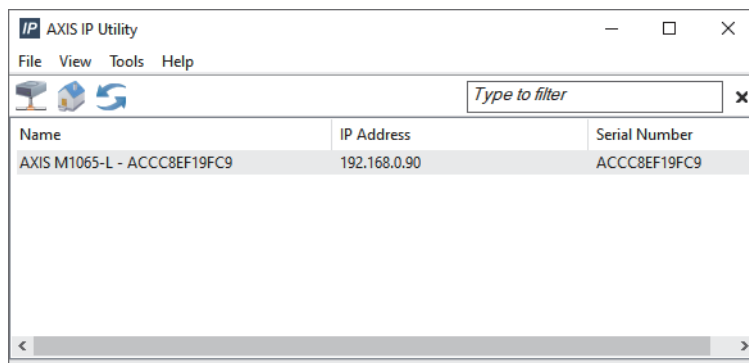 IP AXIS IP Utility
File View Tools Help
Type to filter
Name IP Address Serial Number
AXIS M1065-L - ACCC8EF19FC9 192.168.0.90 ACCC8EF19FC9